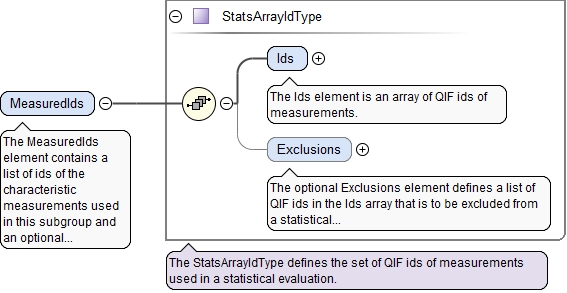 StatsArrayIdType
Ids
The Ids element is an array of QIF ids of
measurements.
MeasuredIds
The MeasuredIds
element contains a
list of ids of the
characteristic
measurements used
in this subgroup and
an optional...
Exclusions
The optional Exclusions element defines a list of
QIF ids in the Ids array that is to be excluded from
a statistical...
The StatsArrayIdType defines the set of QIF ids of measurements
used in a statistical evaluation.